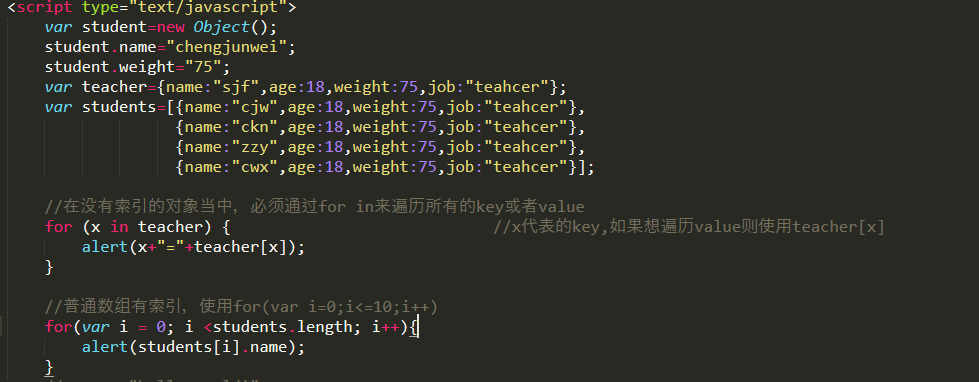 <script type="text/javascript">
var student=new Object();
student.name="chengjunwei";
student.weight="75";
var teacher={name:"sjf",age:18,weight:75,job:"teahcer"};
var students=[{name:"cjw",age:18,weight:75,job:"teahcer"},
{name:"ckn",age:18,weight:75,job:"teahcer"},
{name:"zzy",age:18,weight:75,job:"teahcer"},
{name:"cwx",age:18,weight:75,job:"teahcer"}];
//在没有索引的对象当中，必须通过for in来遍历所有的key或者value
for (x in teacher) { //x代表的key,如果想遍历value则使用teacher[x]
alert(x+"="+teacher[x]);
}
//普通数组有索引，使用for(var i=0;i<=10;i++)
for(var i = 0; i <students.length; i++){
alert(students[i].name);
}